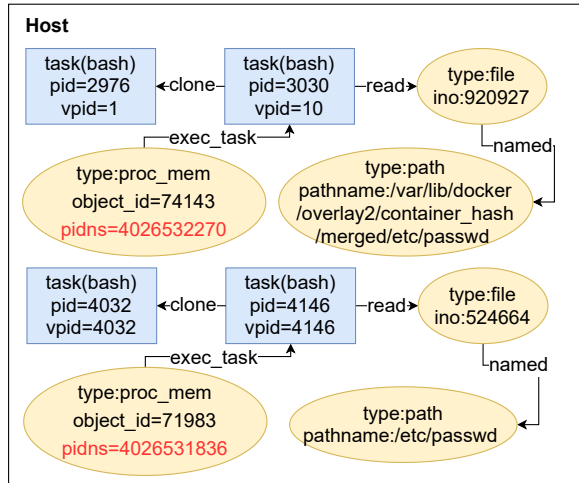 Host
task(bash)
pid=2976
vpid=1
clone
task(bash)
pid=3030
vpid=10
read
type:file
ino:920927
named
exec_task
type:proc_mem
object_id=74143
pidns=4026532270
type:path
pathname:/var/lib/docker
/overlay2/container_hash
/merged/etc/passwd
task(bash)
pid=4032
vpid=4032
clone
task(bash)
pid=4146
vpid=4146
read
type:file
ino:524664
named
exec_task
type:proc_mem
object_id=71983
pidns=4026531836
type:path
pathname:/etc/passwd